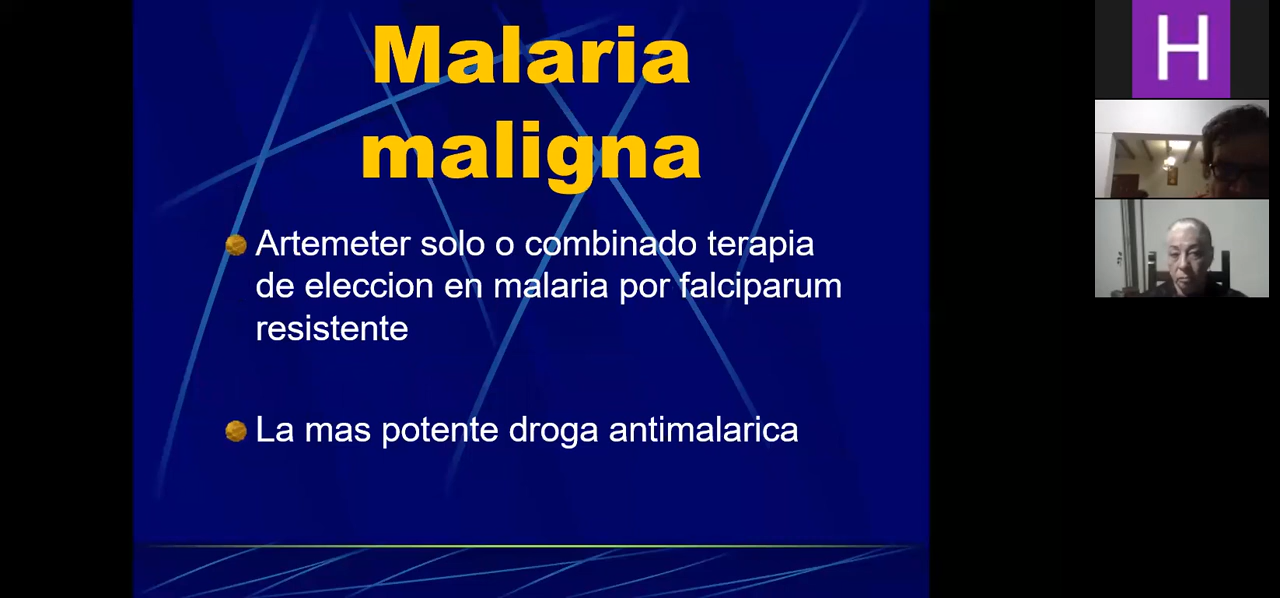 Malaria
maligna
Artemeter solo o combinado terapia
de eleccion en malaria por falciparum
resistente
La mas potente droga antimalarica
H